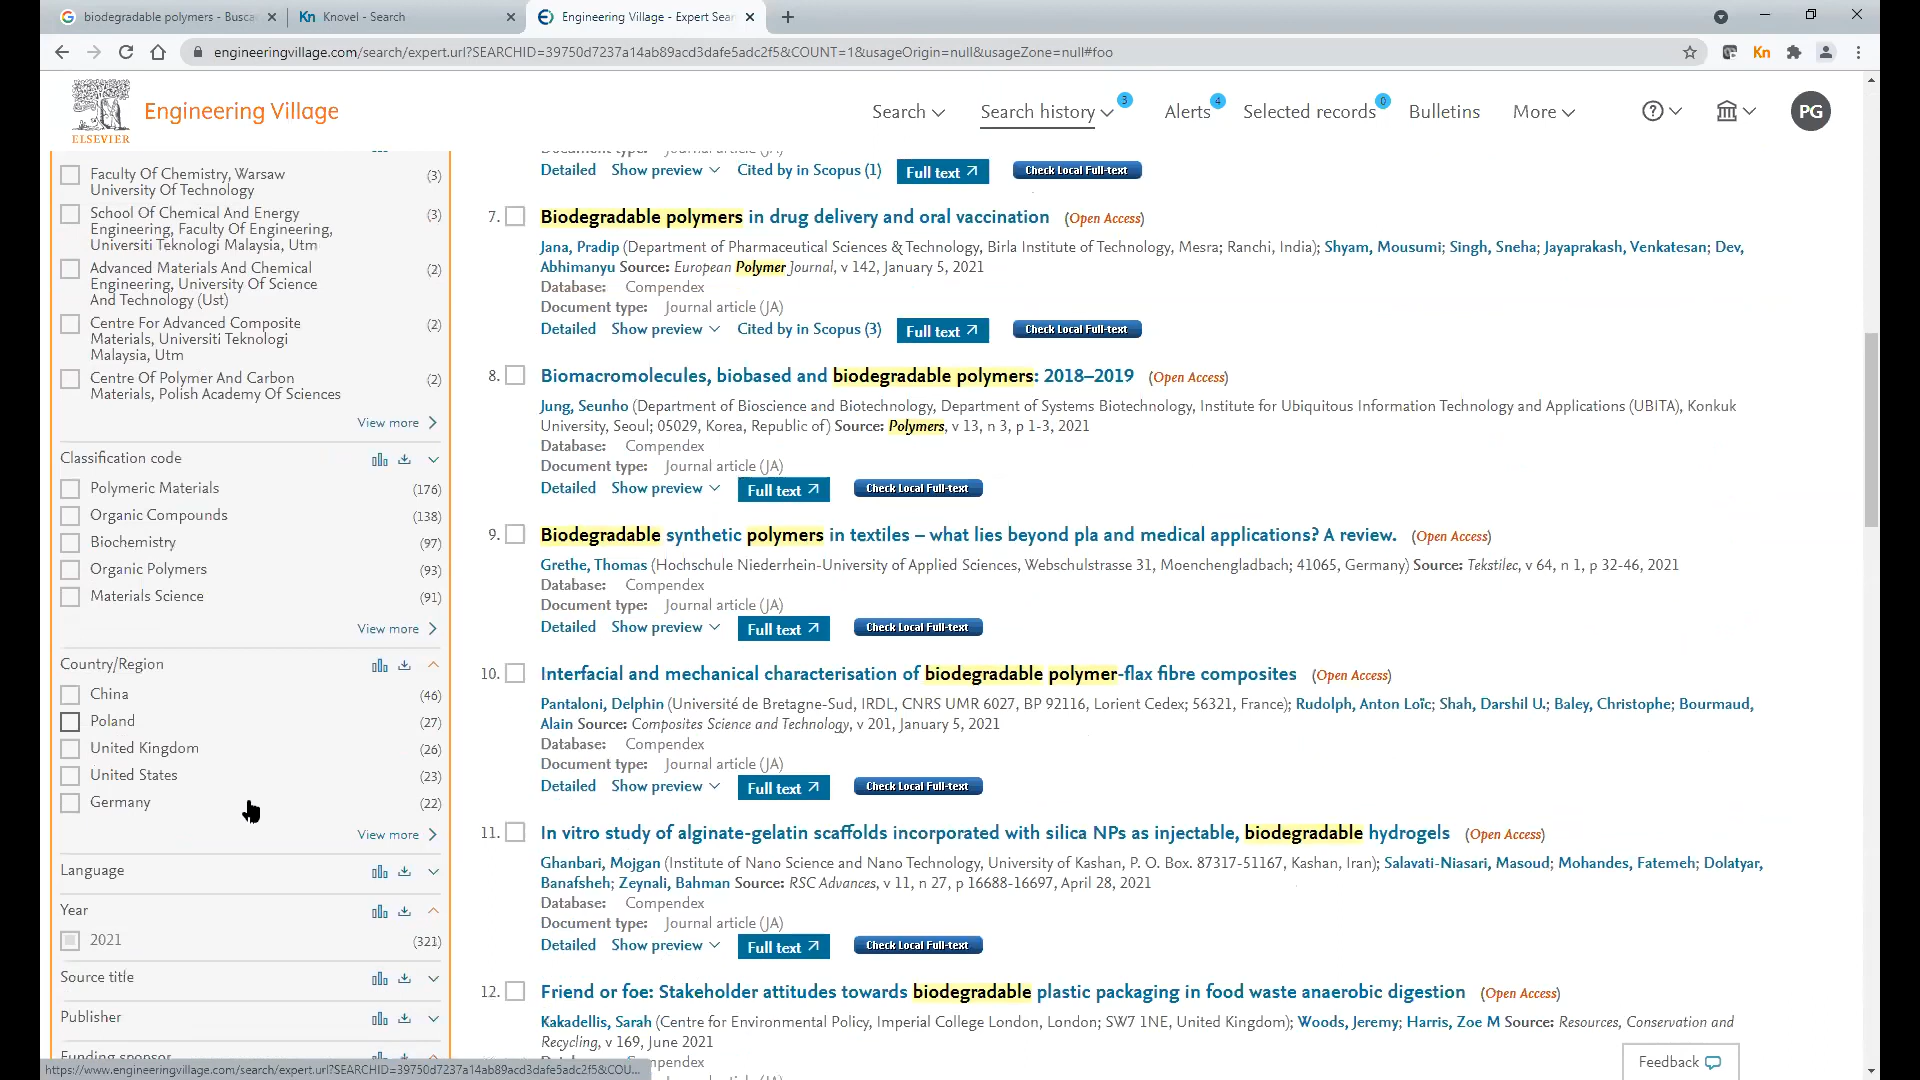 biodegradable polymers - Busca
Kn Knovel - Search
Engineering Village - Expert Sear
engineeringvillage.com/search/expert.url?SEARCHID=39750d7237a14ab89acd3dafe5adc2f5&COUNT=1&usageOrigin=null&usageZone=null#foo
Kn
ELSEVIER
Engineering Village
Search
Search history 3
Alerts 4
Selected records 0
Bulletins
More
PG
Faculty Of Chemistry, Warsaw (3)
University Of Technology
School Of Chemical And Energy (3)
Engineering, Faculty Of Engineering,
Universiti Teknologi Malaysia, Utm
Advanced Materials And Chemical (2)
Engineering, University Of Science
And Technology (Ust)
Centre For Advanced Composite (2)
Materials, Universiti Teknologi
Malaysia, Utm
Centre Of Polymer And Carbon (2)
Materials, Polish Academy Of Sciences
View more
Classification code
Polymeric Materials (176)
Organic Compounds (138)
Biochemistry (97)
Organic Polymers (93)
Materials Science (91)
View more
Country/Region
China (46)
Poland (27)
United Kingdom (26)
United States (23)
Germany (22)
View more
Language
Year
2021 (321)
Source title
Publisher
Funding sponsor
https://www.engineeringvillage.com/search/expert.url?SEARCHID=39750d7237a14ab89acd3dafe5adc2f5&COU...
Document type: Journal article (JA)
Detailed Show preview Cited by in Scopus (1) Full text Check Local Full-text
7. Biodegradable polymers in drug delivery and oral vaccination (Open Access)
Jana, Pradip (Department of Pharmaceutical Sciences & Technology, Birla Institute of Technology, Mesra; Ranchi, India); Shyam, Mousumi; Singh, Sneha; Jayaprakash, Venkatesan; Dev,
Abhimanyu Source: European Polymer Journal, v 142, January 5, 2021
Database: Compendex
Document type: Journal article (JA)
Detailed Show preview Cited by in Scopus (3) Full text Check Local Full-text
8. Biomacromolecules, biobased and biodegradable polymers: 2018–2019 (Open Access)
Jung, Seunho (Department of Bioscience and Biotechnology, Department of Systems Biotechnology, Institute for Ubiquitous Information Technology and Applications (UBITA), Konkuk
University, Seoul; 05029, Korea, Republic of) Source: Polymers, v 13, n 3, p 1-3, 2021
Database: Compendex
Document type: Journal article (JA)
Detailed Show preview Full text Check Local Full-text
9. Biodegradable synthetic polymers in textiles – what lies beyond pla and medical applications? A review. (Open Access)
Grethe, Thomas (Hochschule Niederrhein-University of Applied Sciences, Webschulstrasse 31, Moenchengladbach; 41065, Germany) Source: Tekstilec, v 64, n 1, p 32-46, 2021
Database: Compendex
Document type: Journal article (JA)
Detailed Show preview Full text Check Local Full-text
10. Interfacial and mechanical characterisation of biodegradable polymer-flax fibre composites (Open Access)
Pantaloni, Delphin (Université de Bretagne-Sud, IRDL, CNRS UMR 6027, BP 92116, Lorient Cedex; 56321, France); Rudolph, Anton Loïc; Shah, Darshil U.; Baley, Christophe; Bourmaud,
Alain Source: Composites Science and Technology, v 201, January 5, 2021
Database: Compendex
Document type: Journal article (JA)
Detailed Show preview Full text Check Local Full-text
11. In vitro study of alginate-gelatin scaffolds incorporated with silica NPs as injectable, biodegradable hydrogels (Open Access)
Ghanbari, Mojgan (Institute of Nano Science and Nano Technology, University of Kashan, P. O. Box. 87317-51167, Kashan, Iran); Salavati-Niasari, Masoud; Mohandes, Fatemeh; Dolatyar,
Banafsheh; Zeynali, Bahman Source: RSC Advances, v 11, n 27, p 16688-16697, April 28, 2021
Database: Compendex
Document type: Journal article (JA)
Detailed Show preview Full text Check Local Full-text
12. Friend or foe: Stakeholder attitudes towards biodegradable plastic packaging in food waste anaerobic digestion (Open Access)
Kakadellis, Sarah (Centre for Environmental Policy, Imperial College London, London; SW7 1NE, United Kingdom); Woods, Jeremy; Harris, Zoe M Source: Resources, Conservation and
Recycling, v 169, June 2021
mpendex
Feedback